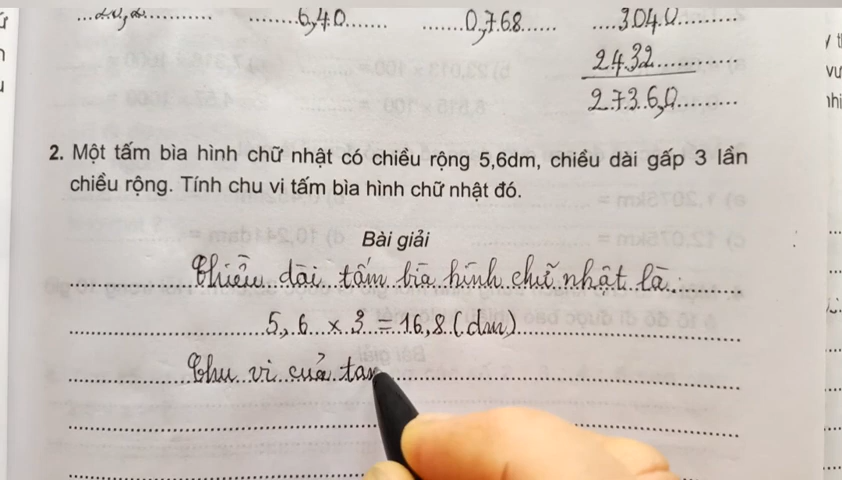 6,40 0,768 304 0
2432
2736,0
2. Một tấm bìa hình chữ nhật có chiều rộng 5,6dm, chiều dài gấp 3 lần
chiều rộng. Tính chu vi tấm bìa hình chữ nhật đó.
Bài giải
Chiều dài tấm bìa hình chữ nhật là
5,6 x 3 = 16,8 (dm)
Chu vi của